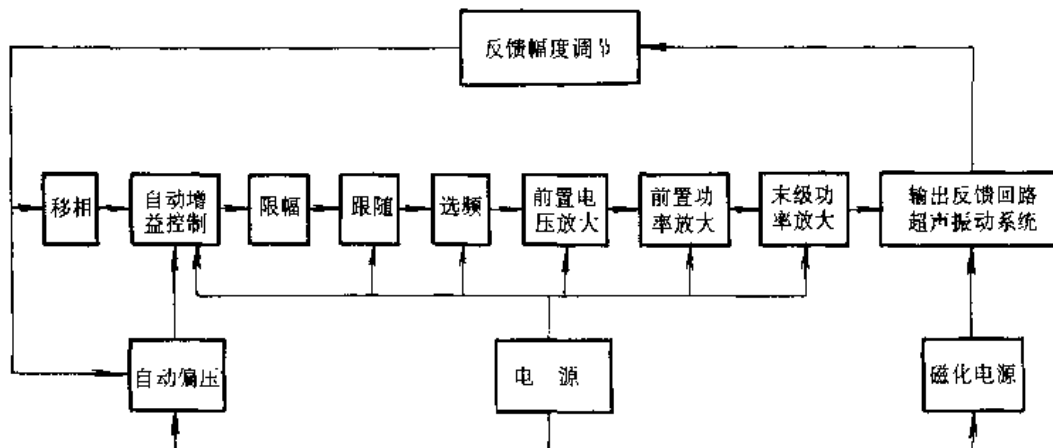 反馈幅度调节
移相
自动增
益控制
限幅
跟随
选频
前置电
压放大
前置功
率放大
末级功
率放大
输出反馈回路
超声振动系统
自动偏压
电 源
磁化电源